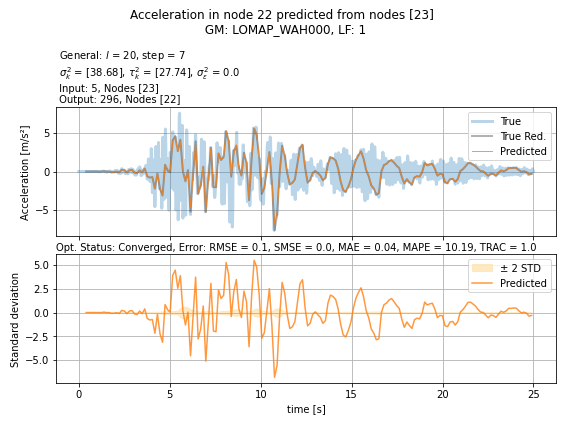 Acceleration in node 22 predicted from nodes [23]
GM: LOMAP_WAH000, LF: 1
General: l = 20, step = 7
σ²ₖ = [38.68], τ²ₖ = [27.74], σ²ₑ = 0.0
Input: 5, Nodes [23]
Output: 296, Nodes [22]
Acceleration [m/s²]
5
0
−5
True
True Red.
Predicted
Opt. Status: Converged, Error: RMSE = 0.1, SMSE = 0.0, MAE = 0.04, MAPE = 10.19, TRAC = 1.0
Standard deviation
5.0
2.5
0.0
−2.5
−5.0
± 2 STD
Predicted
0
5
10
15
20
25
time [s]